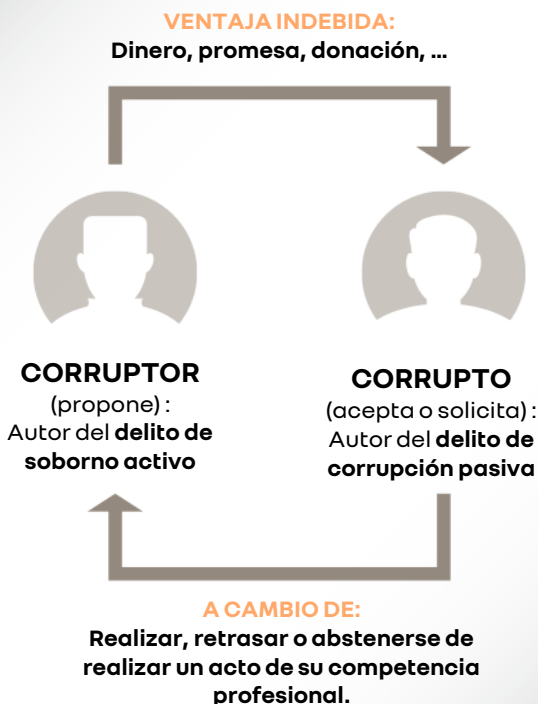 VENTAJA INDEBIDA:
Dinero, promesa, donación, ...
CORRUPTOR
(propone) :
Autor del delito de
soborno activo
CORRUPTO
(acepta o solicita) :
Autor del delito de
corrupción pasiva
A CAMBIO DE:
Realizar, retrasar o abstenerse de
realizar un acto de su competencia
profesional.